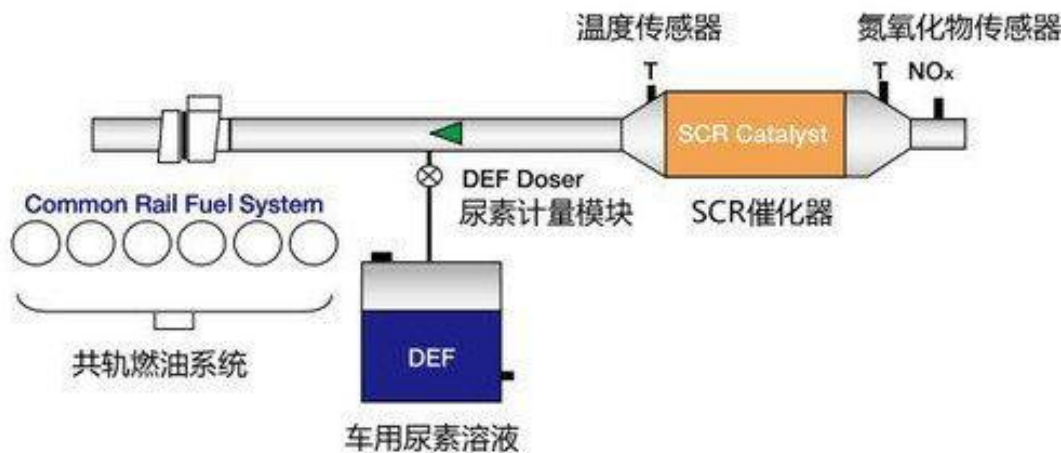 温度传感器
氮氧化物传感器
T
T
NOx
SCR Catalyst
DEF Doser
尿素计量模块
SCR催化器
Common Rail Fuel System
共轨燃油系统
DEF
车用尿素溶液